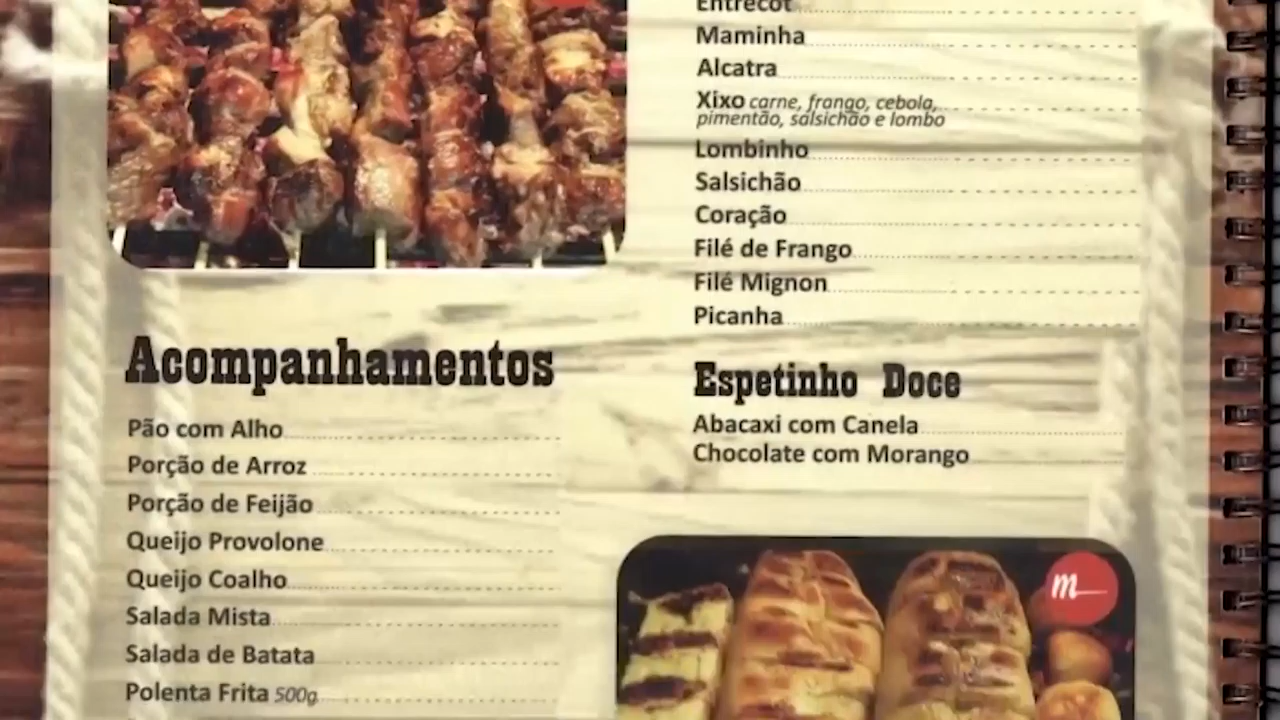 Entrecot
Maminha
Alcatra
Xixo carne, frango, cebola,
pimentão, salsichão e lombo
Lombinho
Salsichão
Coração
Filé de Frango
Filé Mignon
Picanha
Espetinho Doce
Abacaxi com Canela
Chocolate com Morango
Acompanhamentos
Pão com Alho
Porção de Arroz
Porção de Feijão
Queijo Provolone
Queijo Coalho
Salada Mista
Salada de Batata
Polenta Frita 500g
m